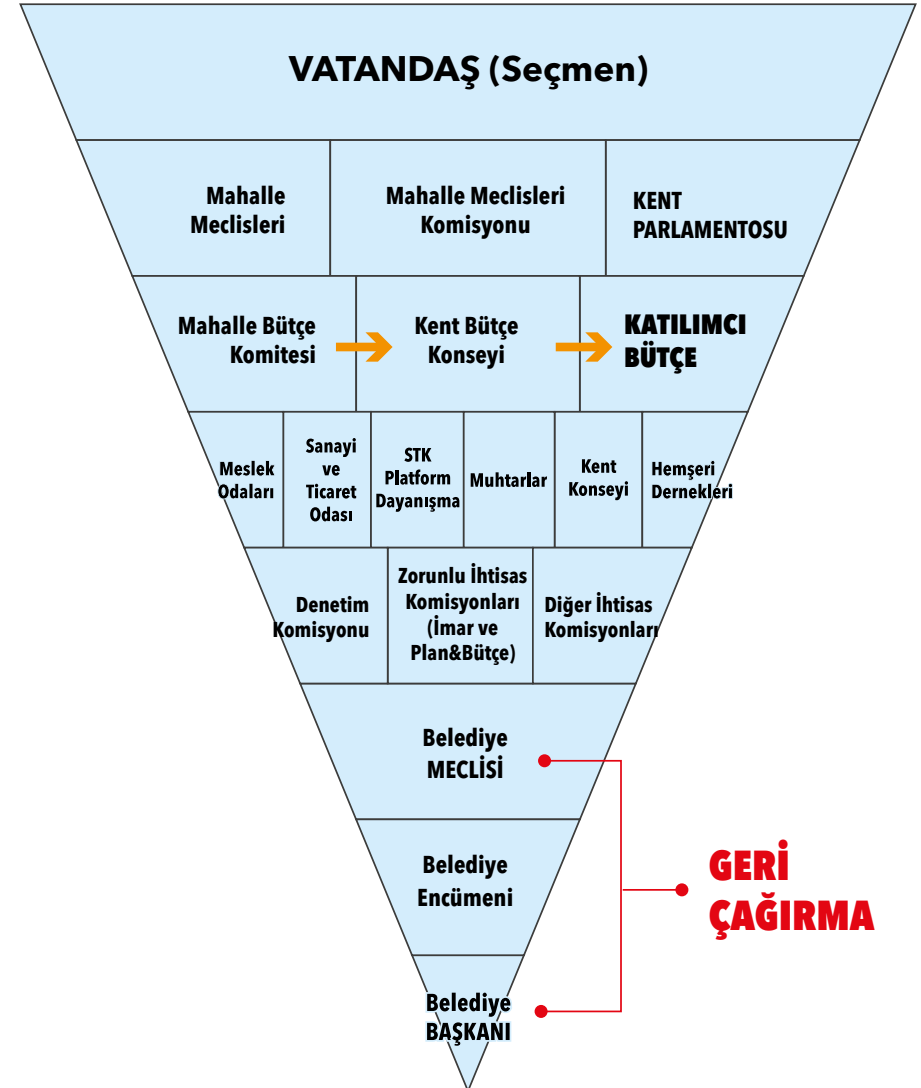 VATANDAŞ (Seçmen)
Mahalle
Meclisleri
Mahalle Meclisleri
Komisyonu
KENT
PARLAMENTOSU
Mahalle Bütçe
Komitesi
Kent Bütçe
Konseyi
KATILIMCI
BÜTÇE
Meslek
Odaları
Sanayi
ve
Ticaret
Odası
STK
Platform
Dayanışma
Muhtarlar
Kent
Konseyi
Hemşeri
Dernekleri
Denetim
Komisyonu
Zorunlu İhtisas
Komisyonları
(İmar ve
Plan&Bütçe)
Diğer İhtisas
Komisyonları
Belediye
MECLİSİ
Belediye
Encümeni
GERİ
ÇAĞIRMA
Belediye
BAŞKANI